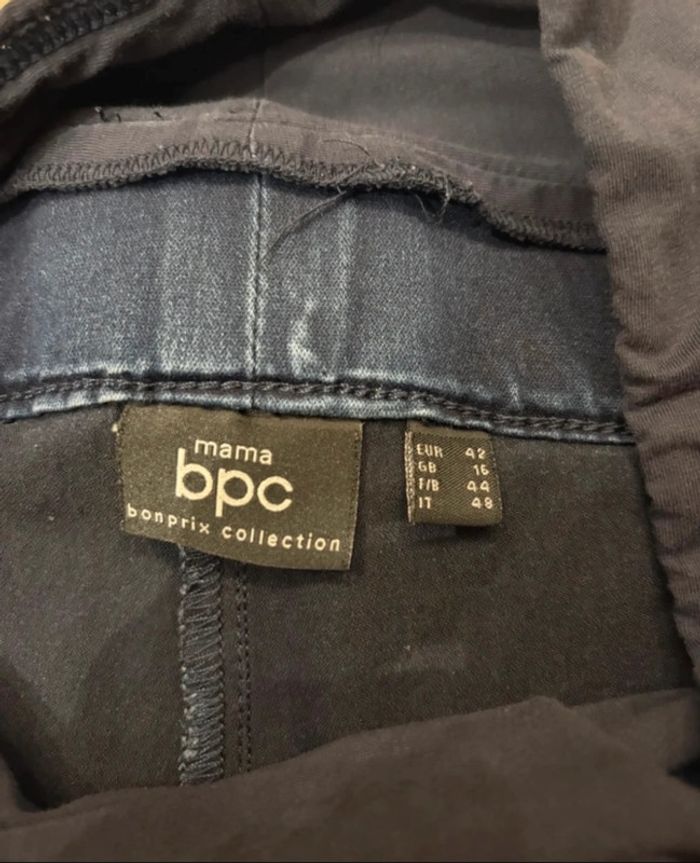 mama
bpc
bonprix collection
EUR 42
GB 16
F/B 44
IT 48